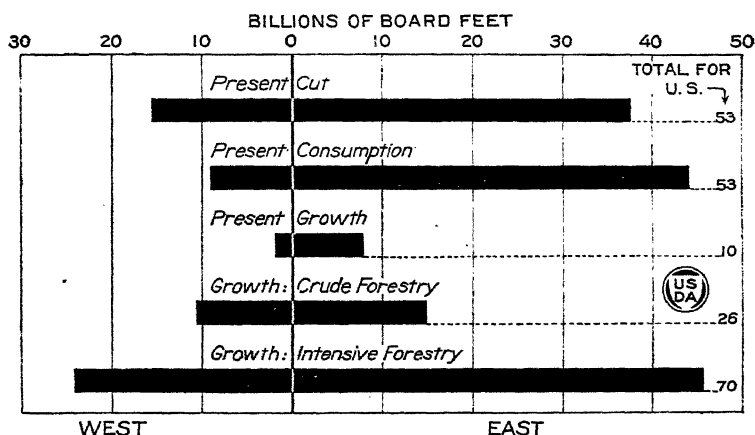 BILLIONS OF BOARD FEET
30 20 10 0 10 20 30 40 50
TOTAL FOR
U.S.
Present Cut
53
Present Consumption
53
Present Growth
10
US
DA
Growth: Crude Forestry
26
Growth: Intensive Forestry
70
WEST EAST